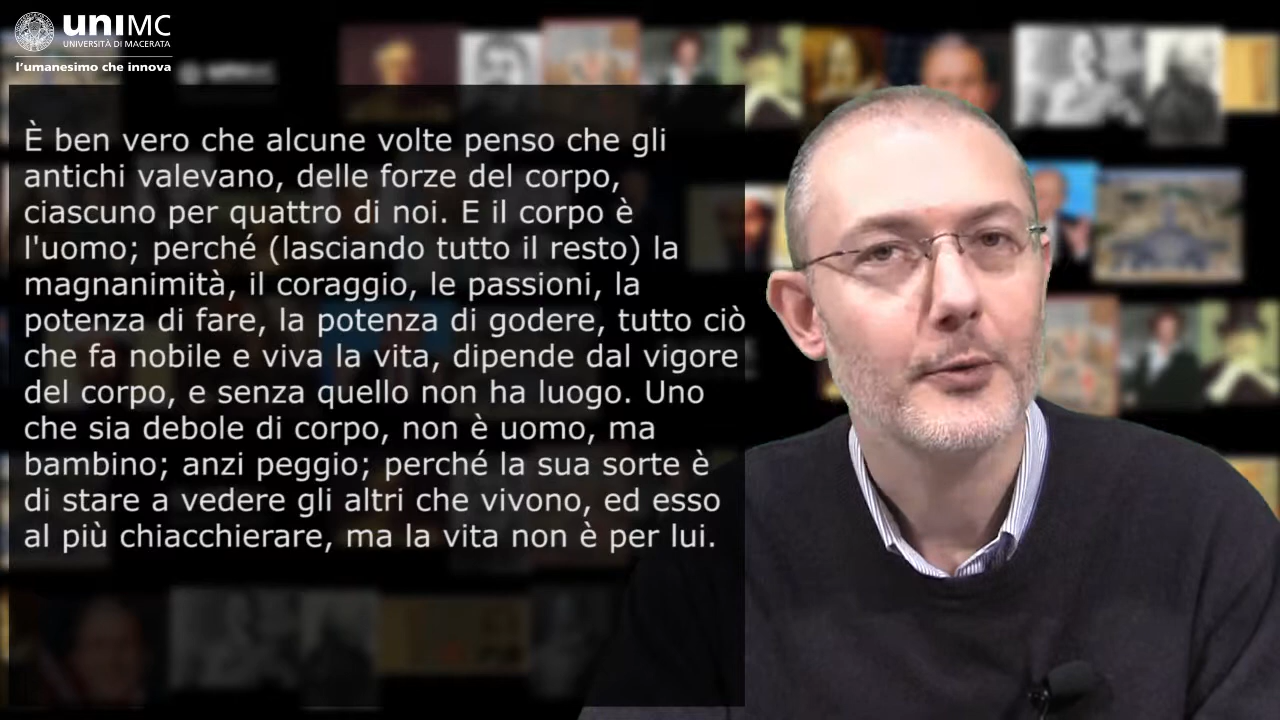 uniMC
UNIVERSITÀ DI MACERATA
l'umanesimo che innova
È ben vero che alcune volte penso che gli
antichi valevano, delle forze del corpo,
ciascuno per quattro di noi. E il corpo è
l'uomo; perché (lasciando tutto il resto) la
magnanimità, il coraggio, le passioni, la
potenza di fare, la potenza di godere, tutto ciò
che fa nobile e viva la vita, dipende dal vigore
del corpo, e senza quello non ha luogo. Uno
che sia debole di corpo, non è uomo, ma
bambino; anzi peggio; perché la sua sorte è
di stare a vedere gli altri che vivono, ed esso
al più chiacchierare, ma la vita non è per lui.